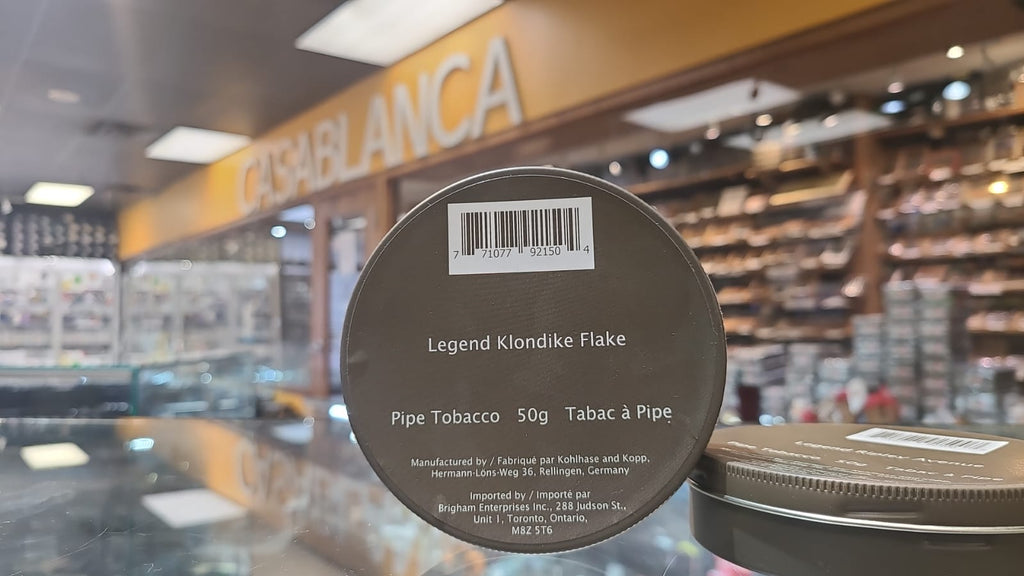 CASABLANCA
7 71077 92150 4
Legend Klondike Flake
Pipe Tobacco 50g Tabac à Pipe
Manufactured by / Fabriqué par Kohlhase and Kopp,
Hermann-Löns-Weg 36, Rellingen, Germany
Imported by / Importé par
Brigham Enterprises Inc., 288 Judson St.,
Unit 1, Toronto, Ontario,
M8Z 5T6